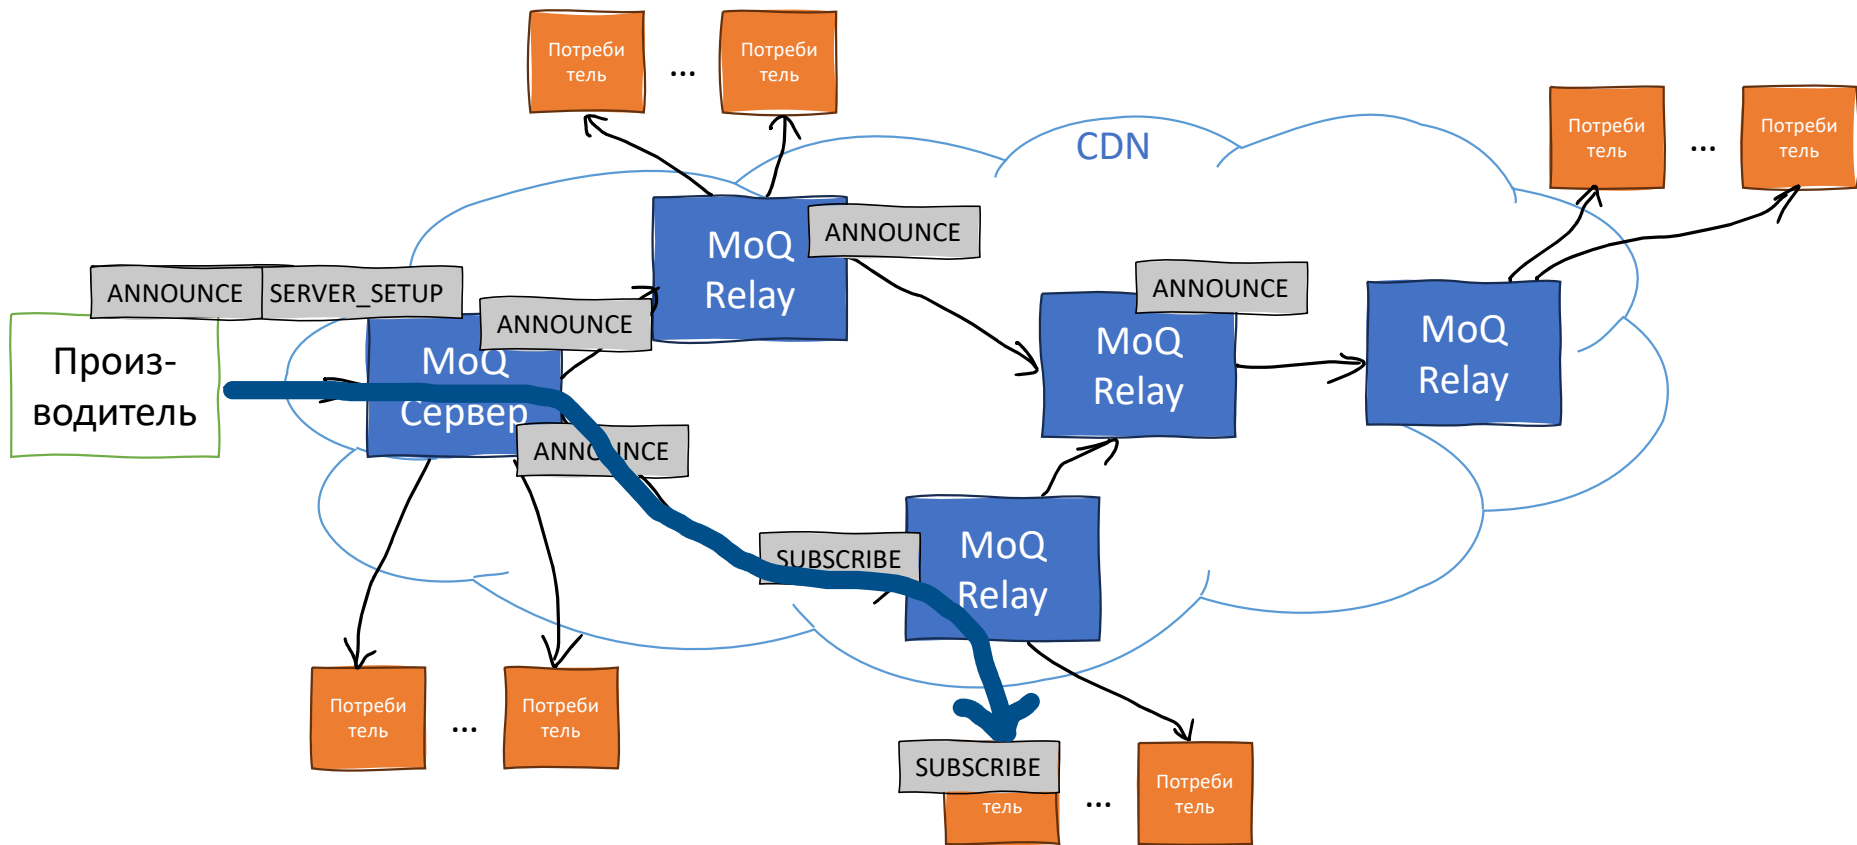 Потреби
тель
...
Потреби
тель
CDN
Потреби
тель
...
Потреби
тель
MoQ
Relay
ANNOUNCE
ANNOUNCE
SERVER_SETUP
ANNOUNCE
ANNOUNCE
MoQ
Relay
MoQ
Relay
Произ-
водитель
MoQ
Сервер
ANNOUNCE
SUBSCRIBE
MoQ
Relay
Потреби
тель
...
Потреби
тель
SUBSCRIBE
тель
...
Потреби
тель